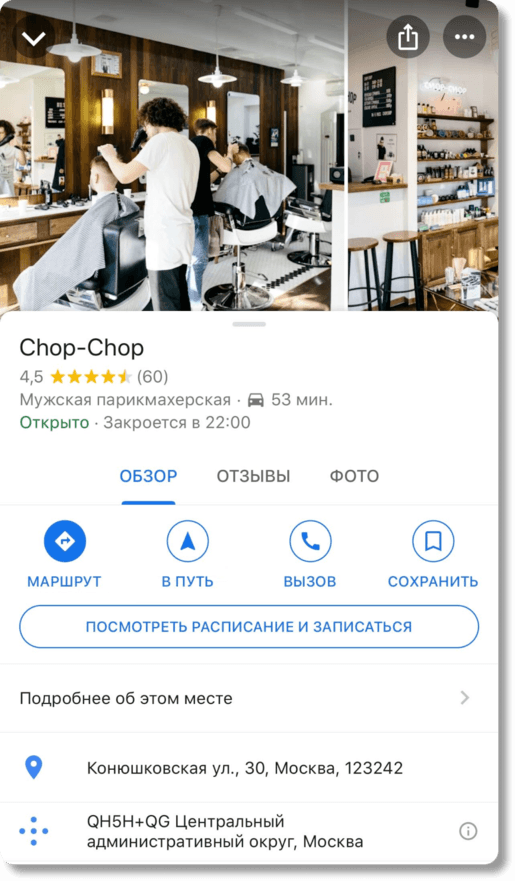 CHOP-CHOP
Chop-Chop
4,5 (60)
Мужская парикмахерская · 53 мин.
Открыто · Закроется в 22:00
ОБЗОР ОТЗЫВЫ ФОТО
МАРШРУТ В ПУТЬ ВЫЗОВ СОХРАНИТЬ
ПОСМОТРЕТЬ РАСПИСАНИЕ И ЗАПИСАТЬСЯ
Подробнее об этом месте
Конюшковская ул., 30, Москва, 123242
QH5H+QG Центральный
административный округ, Москва